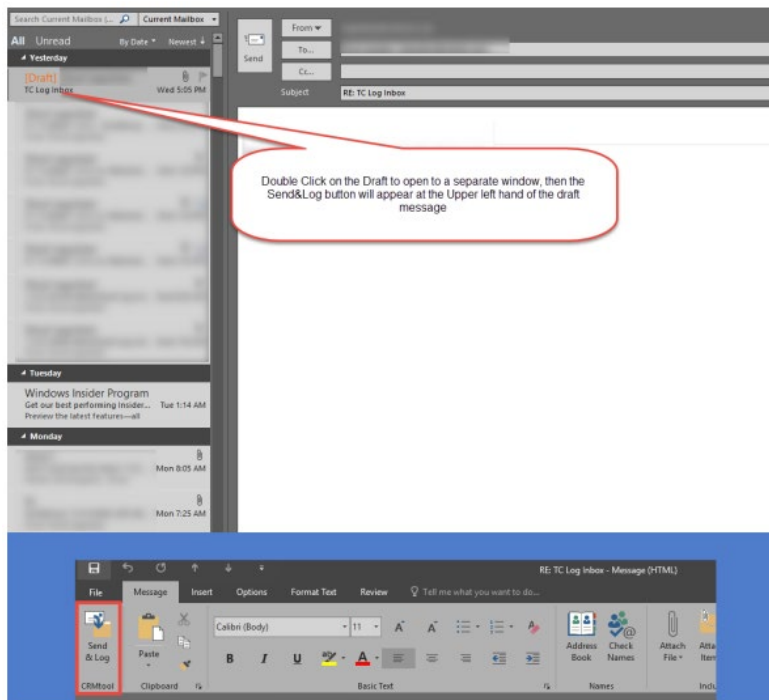 Search Current Mailbox (... Current Mailbox
All Unread By Date Newest ↓
Yesterday
[Draft]
TC Log Inbox Wed 5:05 PM
Tuesday
Windows Insider Program
Get our best performing Insider... Tue 1:14 AM
Preview the latest features—all
Monday
Mon 8:05 AM
Mon 7:25 AM
Send
From
To...
Cc...
Subject RE: TC Log Inbox
Double Click on the Draft to open to a separate window, then the
Send&Log button will appear at the Upper left hand of the draft
message
RE: TC Log Inbox - Message (HTML)
File Message Insert Options Format Text Review Tell me what you want to do...
Send
& Log
CRMtool
Paste
Clipboard
Calibri (Body) 11 A A
B I U aby A
Basic Text
Address
Book
Check
Names
Names
Attach
File
Atta
Item
Inclu